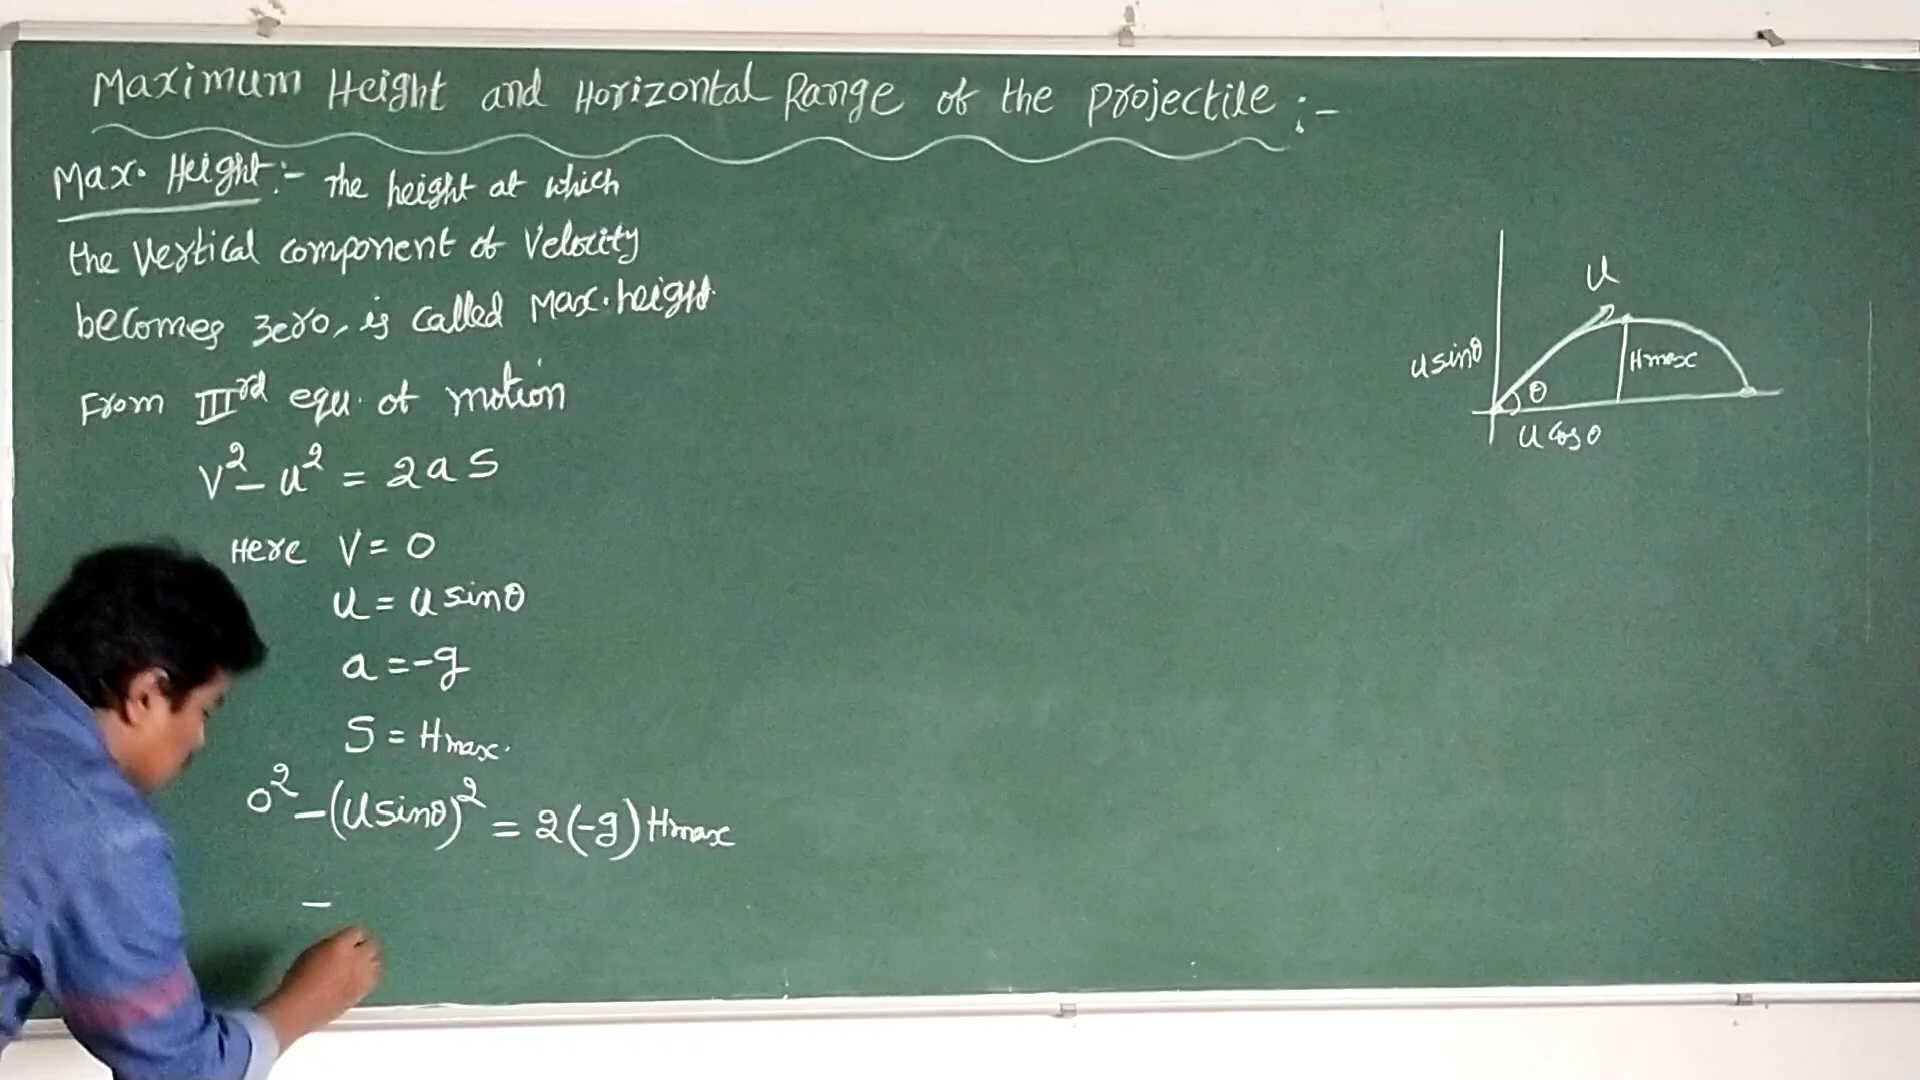 Maximum Height and Horizontal Range of the projectile :-
Max. Height :- The height at which
the vertical component of velocity
becomes zero, is called Max. height.
From IIIrd equ. of motion
V² - u² = 2 a S
Here V = 0
u = u sinθ
a = -g
S = Hmax.
0² - (u sinθ)² = 2(-g) Hmax
-
u
u sinθ
Hmax
θ
u cosθ